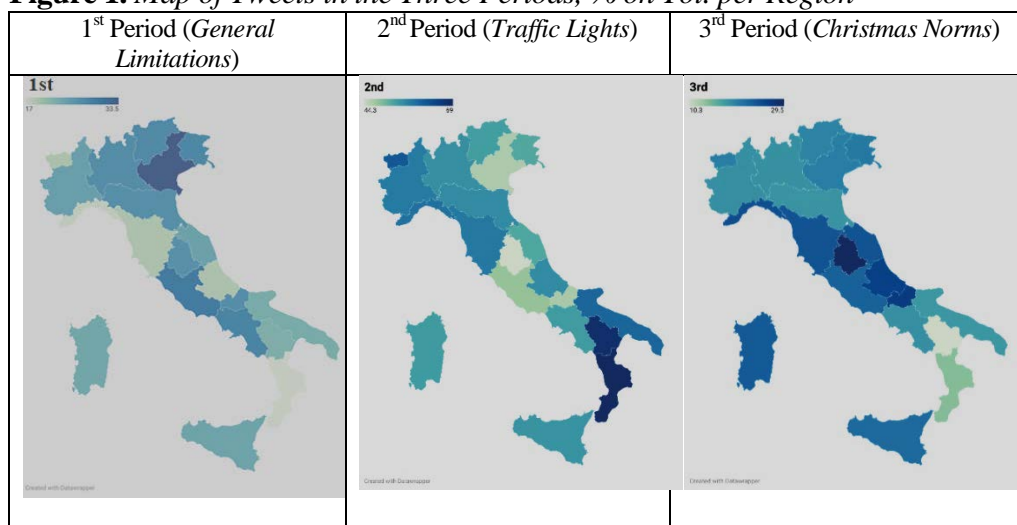 Figure 1. Map of Tweets in the Three Periods, % on Tot. per Region
1st Period (General
Limitations)
2nd Period (Traffic Lights)
3rd Period (Christmas Norms)
1st
17 33.5
2nd
44.3 69
3rd
10.3 29.5
Created with Datawrapper
Created with Datawrapper
Created with Datawrapper